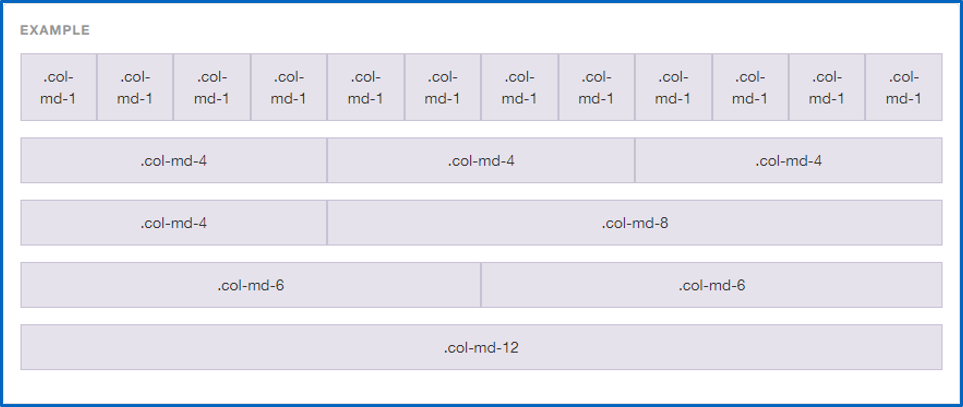 EXAMPLE
.col- .col- .col- .col- .col- .col- .col- .col- .col- .col- .col- .col-
md-1 md-1 md-1 md-1 md-1 md-1 md-1 md-1 md-1 md-1 md-1 md-1
.col-md-4 .col-md-4 .col-md-4
.col-md-4 .col-md-8
.col-md-6 .col-md-6
.col-md-12